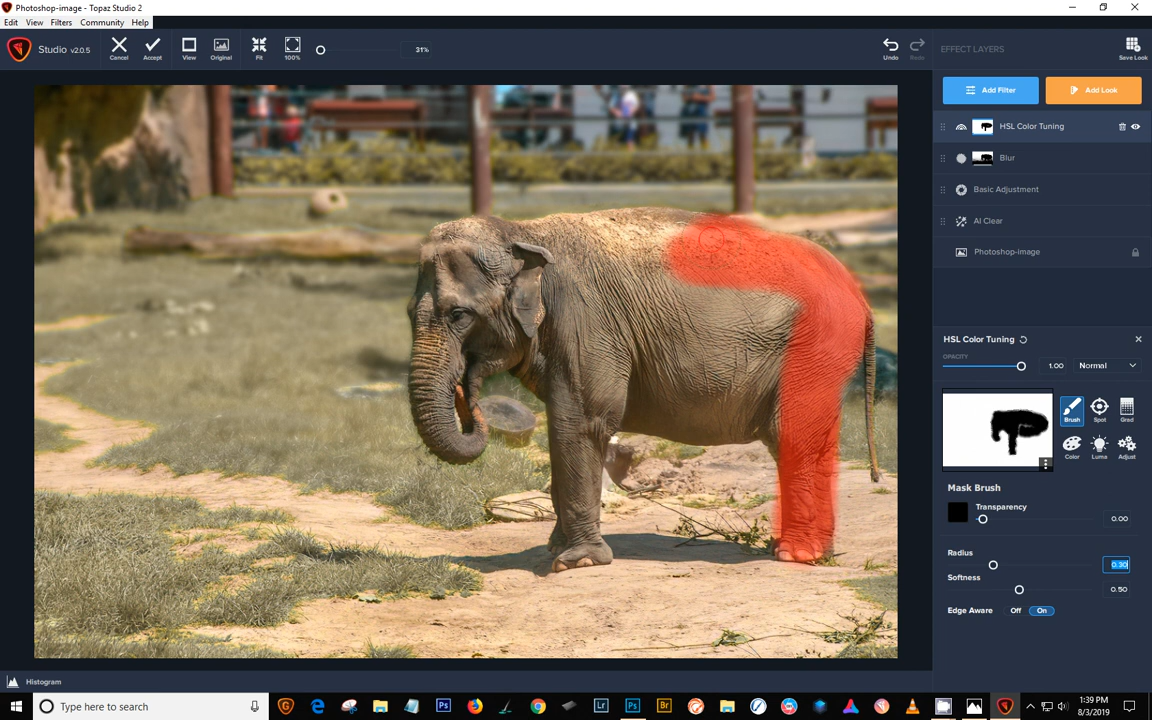 Photoshop-image - Topaz Studio 2
Edit View Filters Community Help
Studio v2.0.5
Cancel Accept View Original Fit 100% 31% Undo Redo
EFFECT LAYERS
Save Look
Add Filter Add Look
HSL Color Tuning
Blur
Basic Adjustment
AI Clear
Photoshop-image
HSL Color Tuning
OPACITY
1.00 Normal
Brush Spot Grad
Color Luma Adjust
Mask Brush
Transparency
0.00
Radius
0.30
Softness
0.50
Edge Aware Off On
Histogram
Type here to search
Ps Lr Ps Br
1:39 PM
8/3/2019